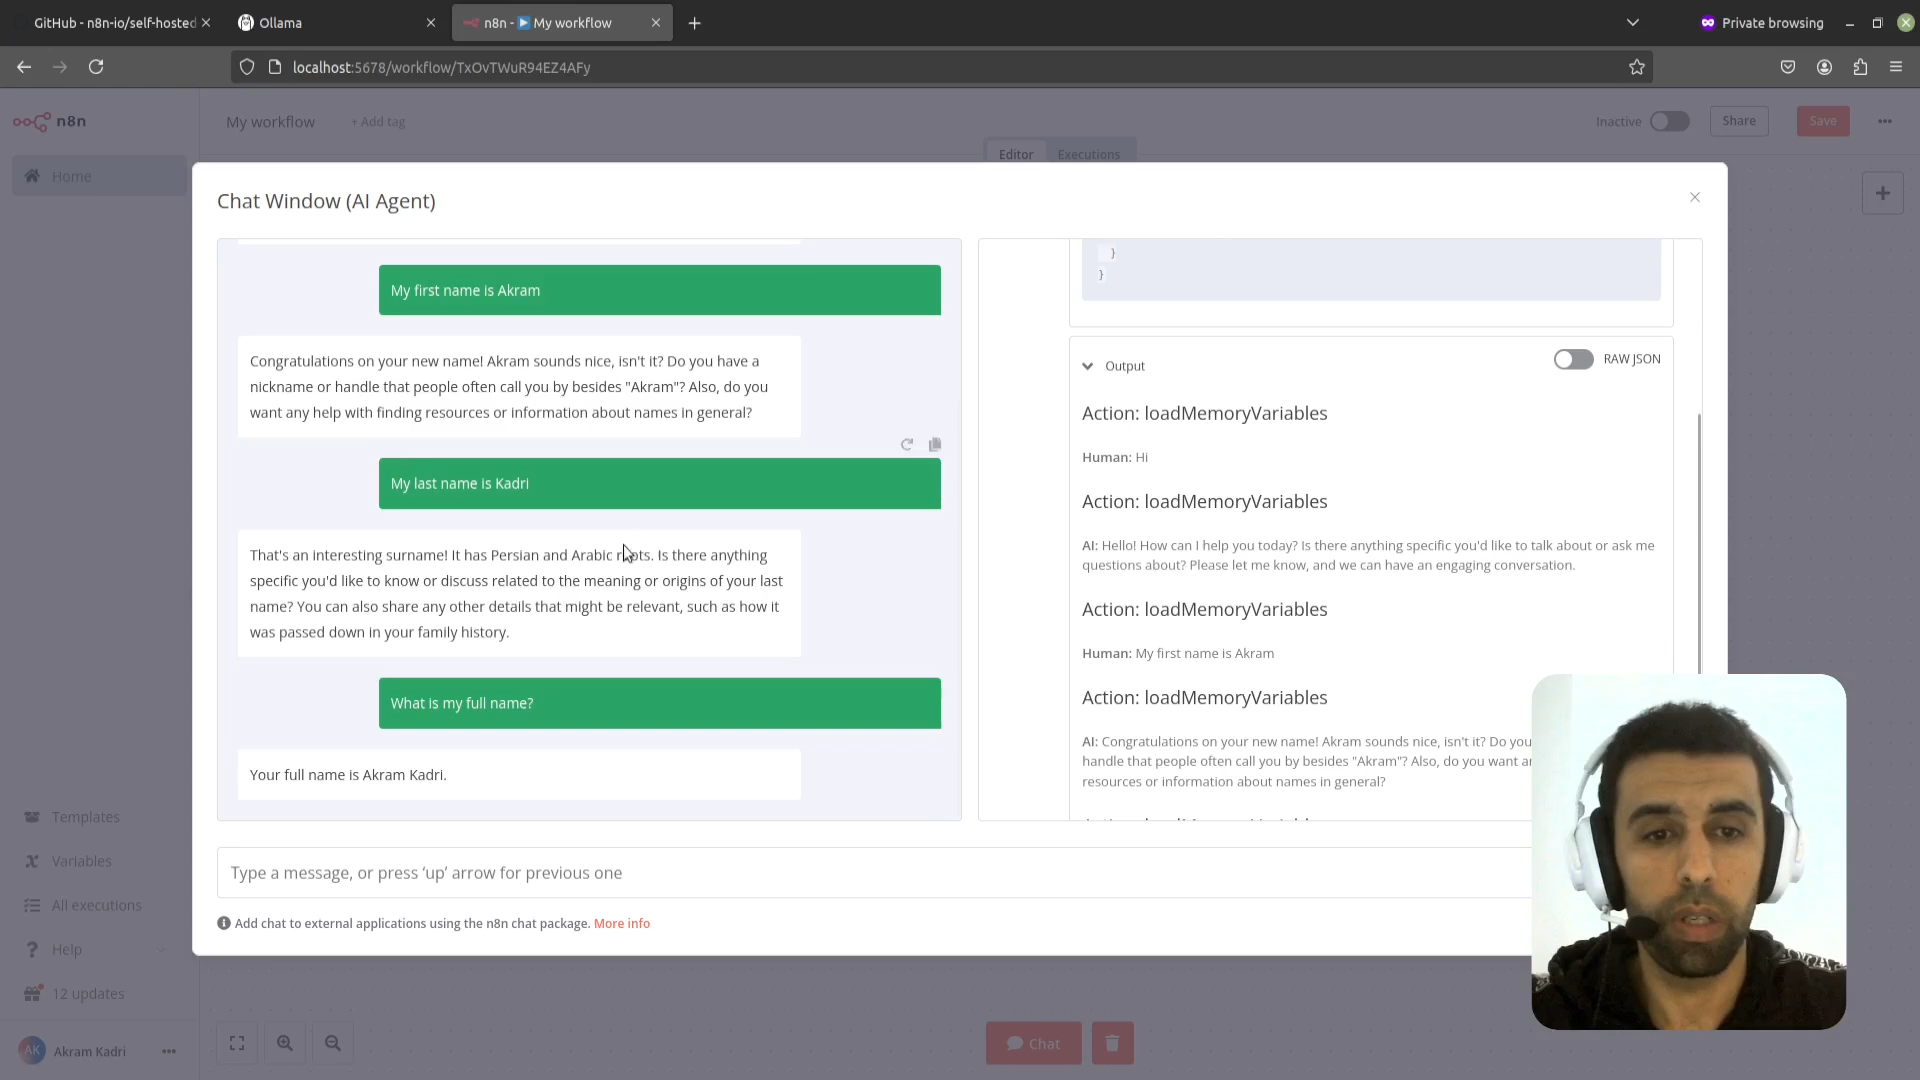 GitHub - n8n-io/self-hosted
Ollama
n8n - ▶ My workflow
Private browsing
localhost:5678/workflow/TxOvTWuR94EZ4AFy
n8n
My workflow
+ Add tag
Inactive
Share
Save
Editor
Executions
Home
Chat Window (AI Agent)
My first name is Akram
Congratulations on your new name! Akram sounds nice, isn't it? Do you have a
nickname or handle that people often call you by besides "Akram"? Also, do you
want any help with finding resources or information about names in general?
My last name is Kadri
That's an interesting surname! It has Persian and Arabic roots. Is there anything
specific you'd like to know or discuss related to the meaning or origins of your last
name? You can also share any other details that might be relevant, such as how it
was passed down in your family history.
What is my full name?
Your full name is Akram Kadri.
}
}
Output
RAW JSON
Action: loadMemoryVariables
Human: Hi
Action: loadMemoryVariables
AI: Hello! How can I help you today? Is there anything specific you'd like to talk about or ask me
questions about? Please let me know, and we can have an engaging conversation.
Action: loadMemoryVariables
Human: My first name is Akram
Action: loadMemoryVariables
AI: Congratulations on your new name! Akram sounds nice, isn't it? Do you
handle that people often call you by besides "Akram"? Also, do you want a
resources or information about names in general?
Type a message, or press ‘up’ arrow for previous one
Add chat to external applications using the n8n chat package. More info
Templates
Variables
All executions
Help
12 updates
AK
Akram Kadri
Chat